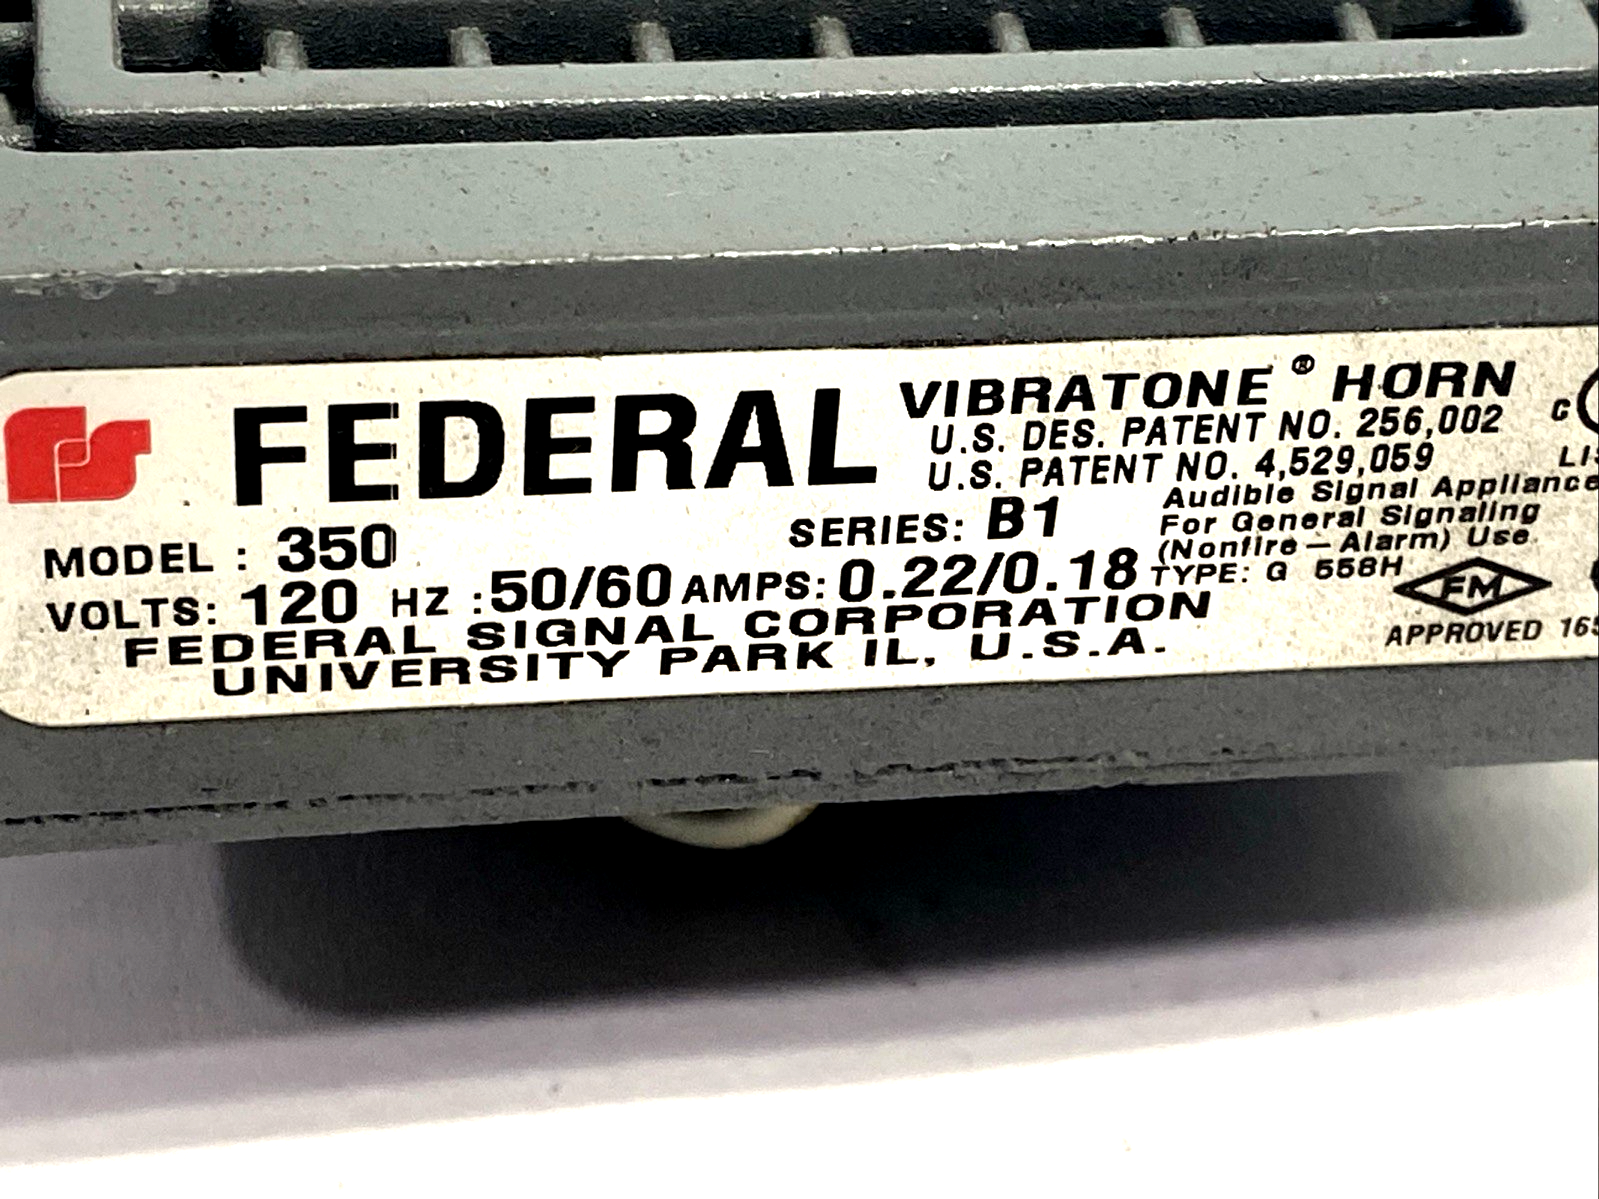 FEDERAL
VIBRATONE® HORN
U.S. DES. PATENT NO. 256,002
U.S. PATENT NO. 4,529,059
MODEL : 350
SERIES: B1
VOLTS: 120 HZ :50/60 AMPS: 0.22/0.18
FEDERAL SIGNAL CORPORATION
UNIVERSITY PARK IL, U.S.A.
Audible Signal Appliance
For General Signaling
(Nonfire — Alarm) Use
TYPE: G 558H
C
FM
APPROVED